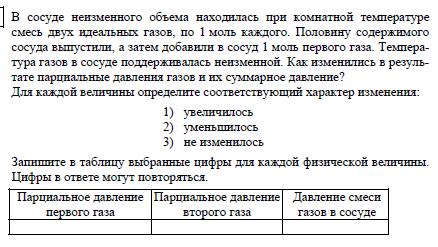 В сосуде неизменного объема находилась при комнатной температуре
смесь двух идеальных газов, по 1 моль каждого. Половину содержимого
сосуда выпустили, а затем добавили в сосуд 1 моль первого газа. Темпера-
тура газов в сосуде поддерживалась неизменной. Как изменились в резуль-
тате парциальные давления газов и их суммарное давление?
Для каждой величины определите соответствующий характер изменения:
1) увеличилось
2) уменьшилось
3) не изменилось
Запишите в таблицу выбранные цифры для каждой физической величины.
Цифры в ответе могут повторяться.
Парциальное давление Парциальное давление Давление смеси
первого газа второго газа газов в сосуде